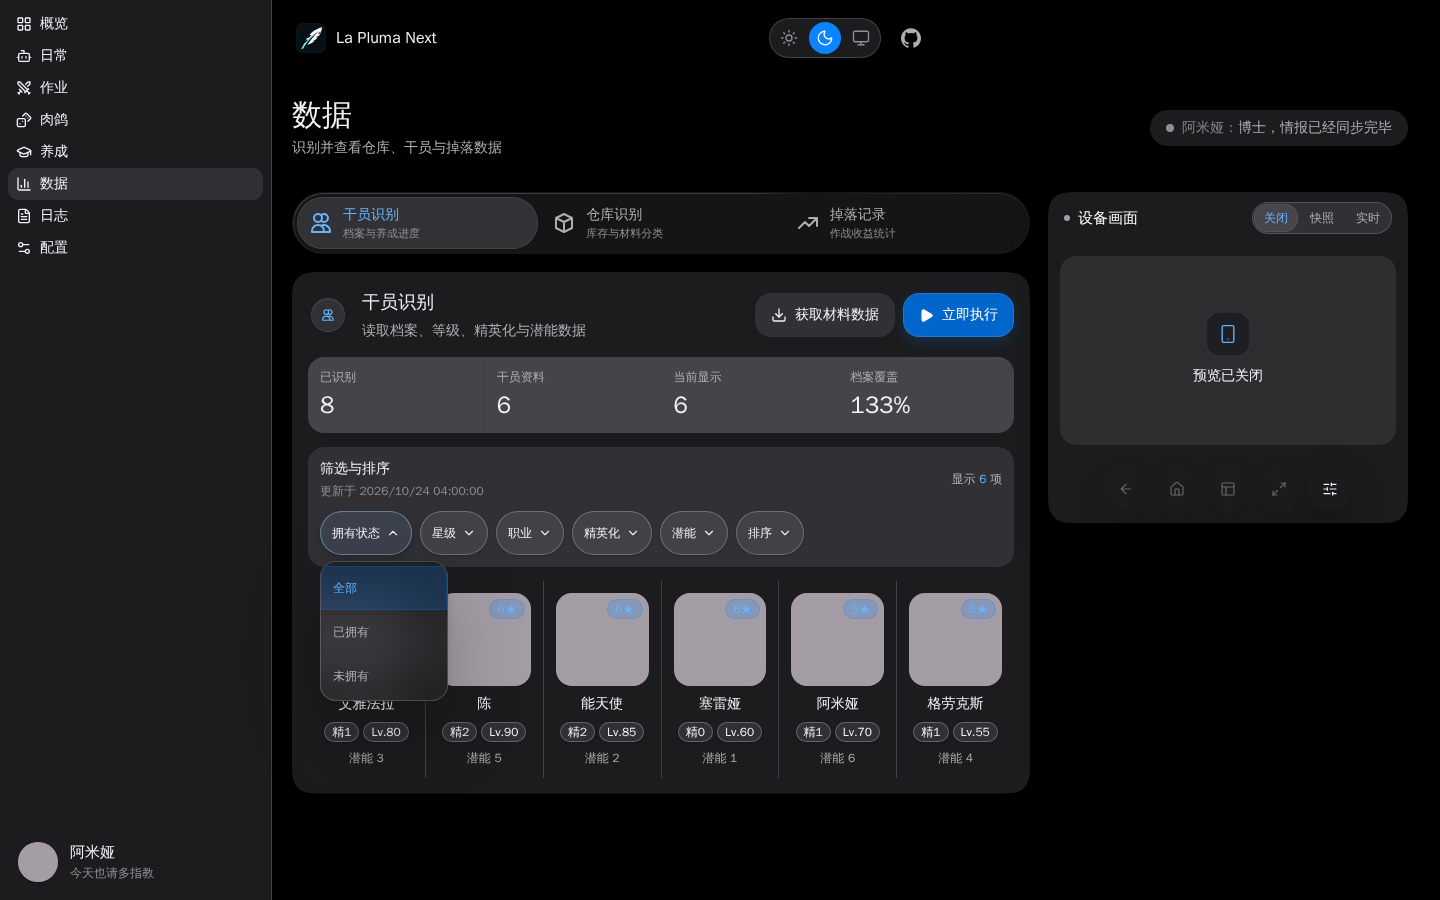 概览
日常
作业
肉鸽
养成
数据
日志
配置
阿米娅
今天也请多指教
La Pluma Next
数据
识别并查看仓库、干员与掉落数据
阿米娅：博士，情报已经同步完毕
干员识别
档案与养成进度
仓库识别
库存与材料分类
掉落记录
作战收益统计
干员识别
读取档案、等级、精英化与潜能数据
获取材料数据
立即执行
已识别
8
干员资料
6
当前显示
6
档案覆盖
133%
筛选与排序
更新于 2026/10/24 04:00:00
显示 6 项
拥有状态
星级
职业
精英化
潜能
排序
全部
已拥有
未拥有
6★
6★
6★
5★
5★
艾雅法拉
陈
能天使
塞雷娅
阿米娅
格劳克斯
精1 Lv.80
精2 Lv.90
精2 Lv.85
精0 Lv.60
精1 Lv.70
精1 Lv.55
潜能 3
潜能 5
潜能 2
潜能 1
潜能 6
潜能 4
设备画面
关闭
快照
实时
预览已关闭